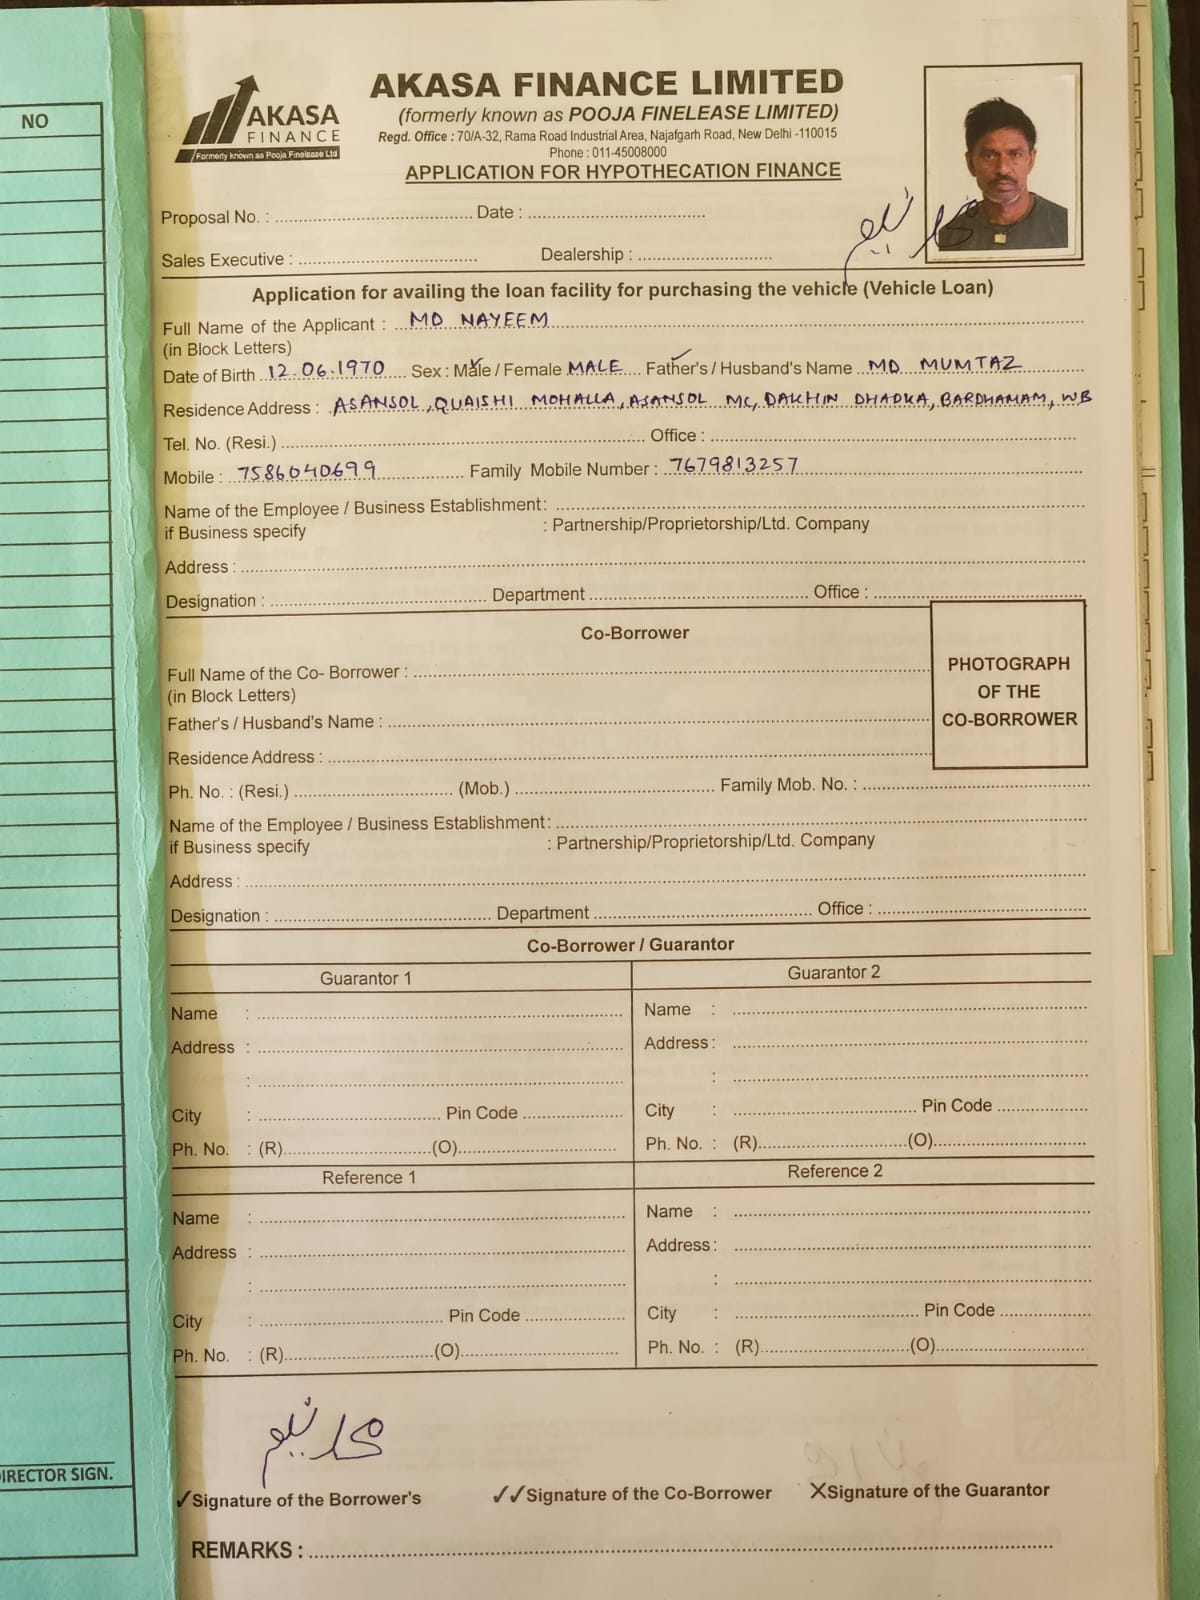 NO
DIRECTOR SIGN.
AKASA
FINANCE
Formerly known as Pooja Finelease Ltd
AKASA FINANCE LIMITED
(formerly known as POOJA FINELEASE LIMITED)
Regd. Office : 70/A-32, Rama Road Industrial Area, Najafgarh Road, New Delhi -110015
Phone : 011-45008000
APPLICATION FOR HYPOTHECATION FINANCE
Proposal No. : Date :
Sales Executive : Dealership :
Application for availing the loan facility for purchasing the vehicle (Vehicle Loan)
Full Name of the Applicant : MD NAYEEM
(in Block Letters)
Date of Birth 12.06.1970 Sex : Male / Female MALE Father's / Husband's Name MD MUMTAZ
Residence Address : ASANSOL, QUAISHI MOHALLA, ASANSOL MC, DAKHIN DHADKA, BARDHAMAM, WB
Tel. No. (Resi.) Office :
Mobile : 7586040699 Family Mobile Number : 7679813257
Name of the Employee / Business Establishment:
if Business specify : Partnership/Proprietorship/Ltd. Company
Address :
Designation : Department Office :
Co-Borrower
PHOTOGRAPH
OF THE
CO-BORROWER
Full Name of the Co- Borrower :
(in Block Letters)
Father's / Husband's Name :
Residence Address :
Ph. No. : (Resi.) (Mob.) Family Mob. No. :
Name of the Employee / Business Establishment:
if Business specify : Partnership/Proprietorship/Ltd. Company
Address :
Designation : Department Office :
Co-Borrower / Guarantor
Guarantor 1 Guarantor 2
Name : Name :
Address : Address :
: :
City : Pin Code City : Pin Code
Ph. No. : (R) (O) Ph. No. : (R) (O)
Reference 1 Reference 2
Name : Name :
Address : Address :
: :
City : Pin Code City : Pin Code
Ph. No. : (R) (O) Ph. No. : (R) (O)
✓Signature of the Borrower's ✓✓Signature of the Co-Borrower XSignature of the Guarantor
REMARKS :